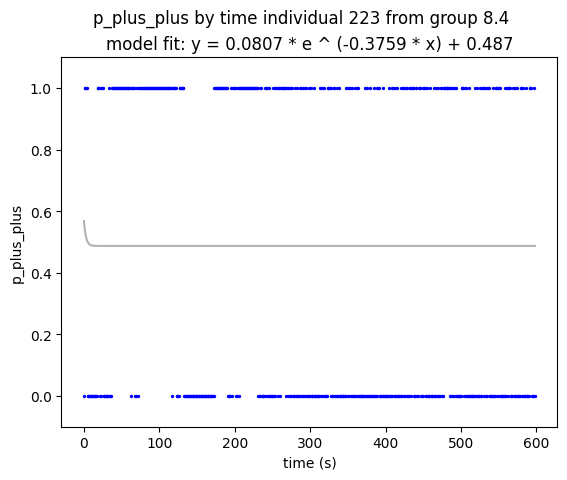 p_plus_plus by time individual 223 from group 8.4
model fit: y = 0.0807 * e ^ (-0.3759 * x) + 0.487
1.0
0.8
0.6
0.4
0.2
0.0
p_plus_plus
0 100 200 300 400 500 600
time (s)